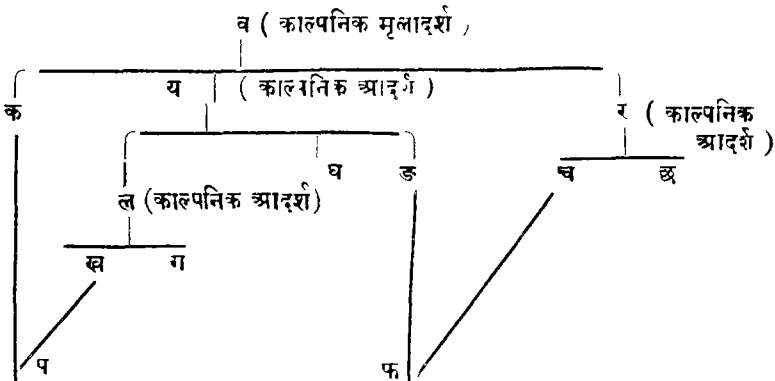 व ( काल्पनिक मूलादर्श )
य ( काल्पनिक आदर्श )
क
र ( काल्पनिक आदर्श )
घ ङ च छ
ल (काल्पनिक आदर्श)
ख ग
प फ